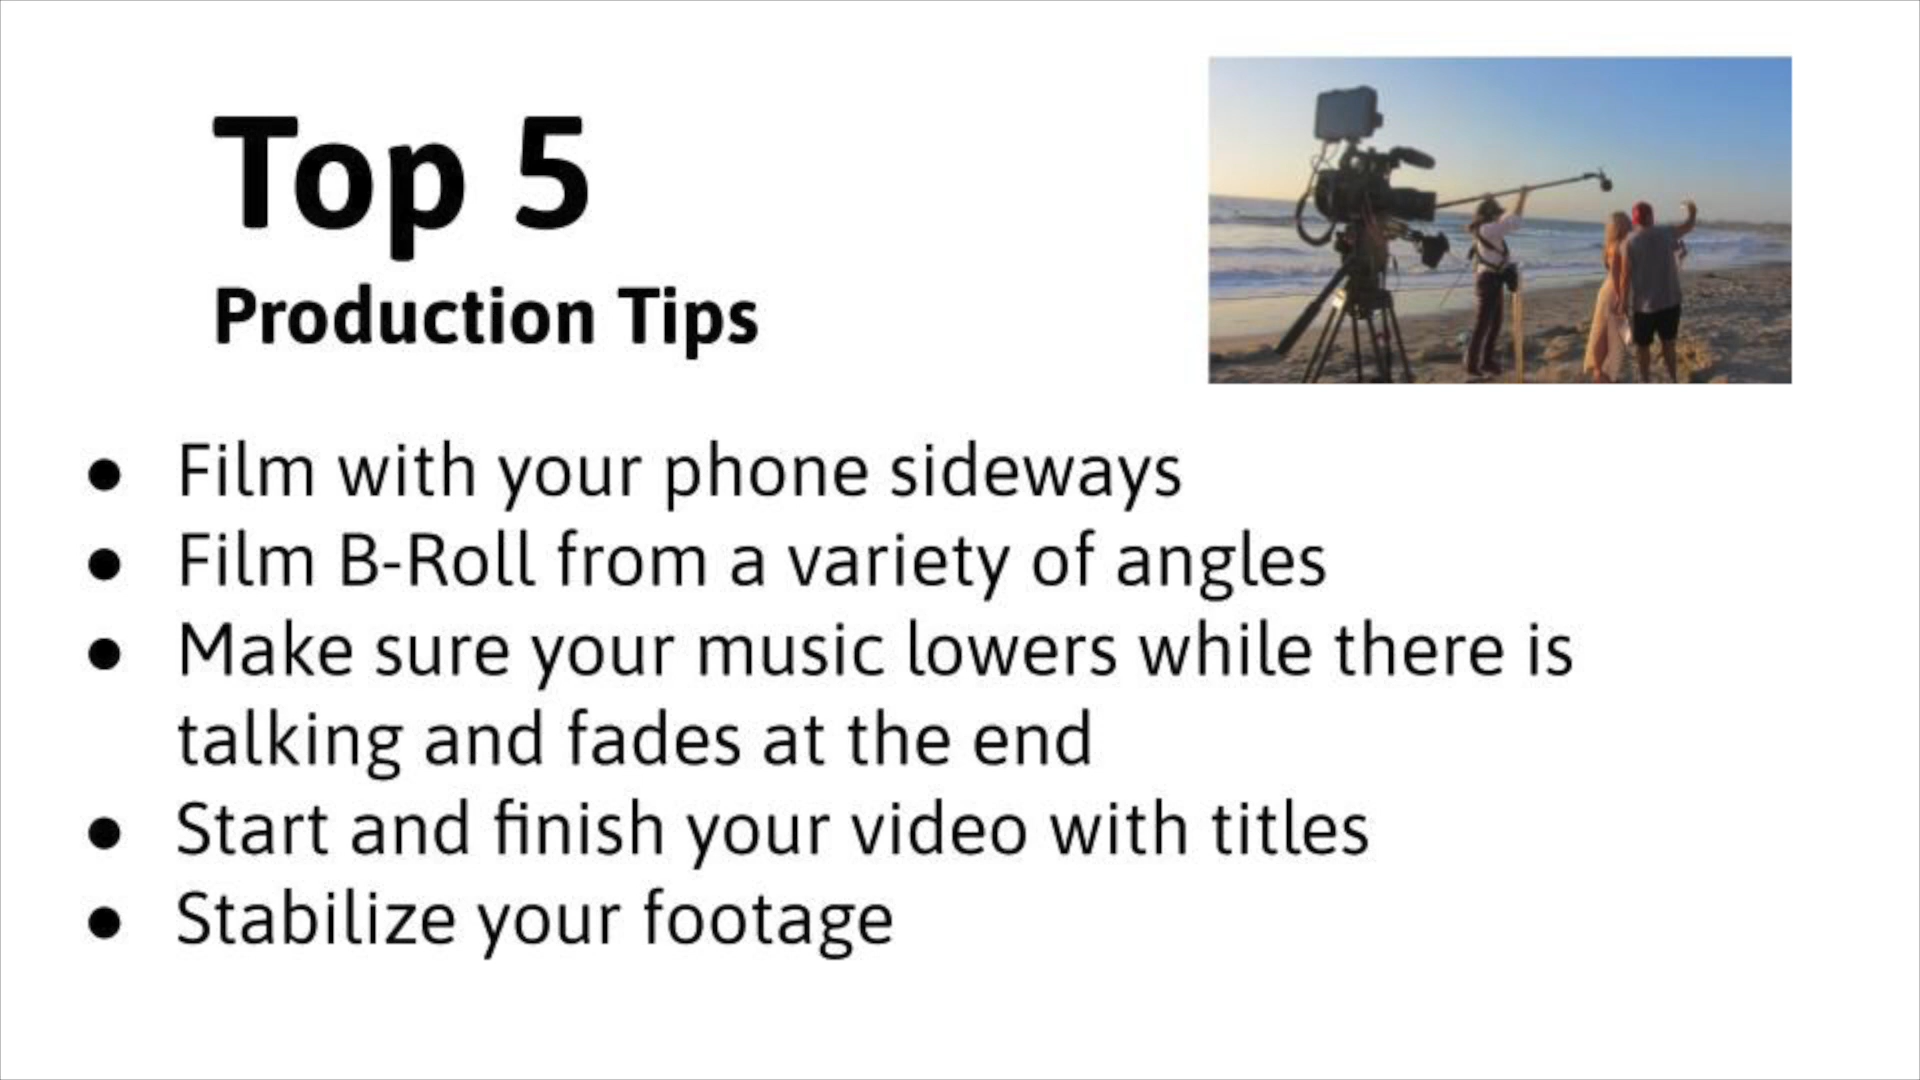 Top 5
Production Tips
● Film with your phone sideways
● Film B-Roll from a variety of angles
● Make sure your music lowers while there is
talking and fades at the end
● Start and finish your video with titles
● Stabilize your footage